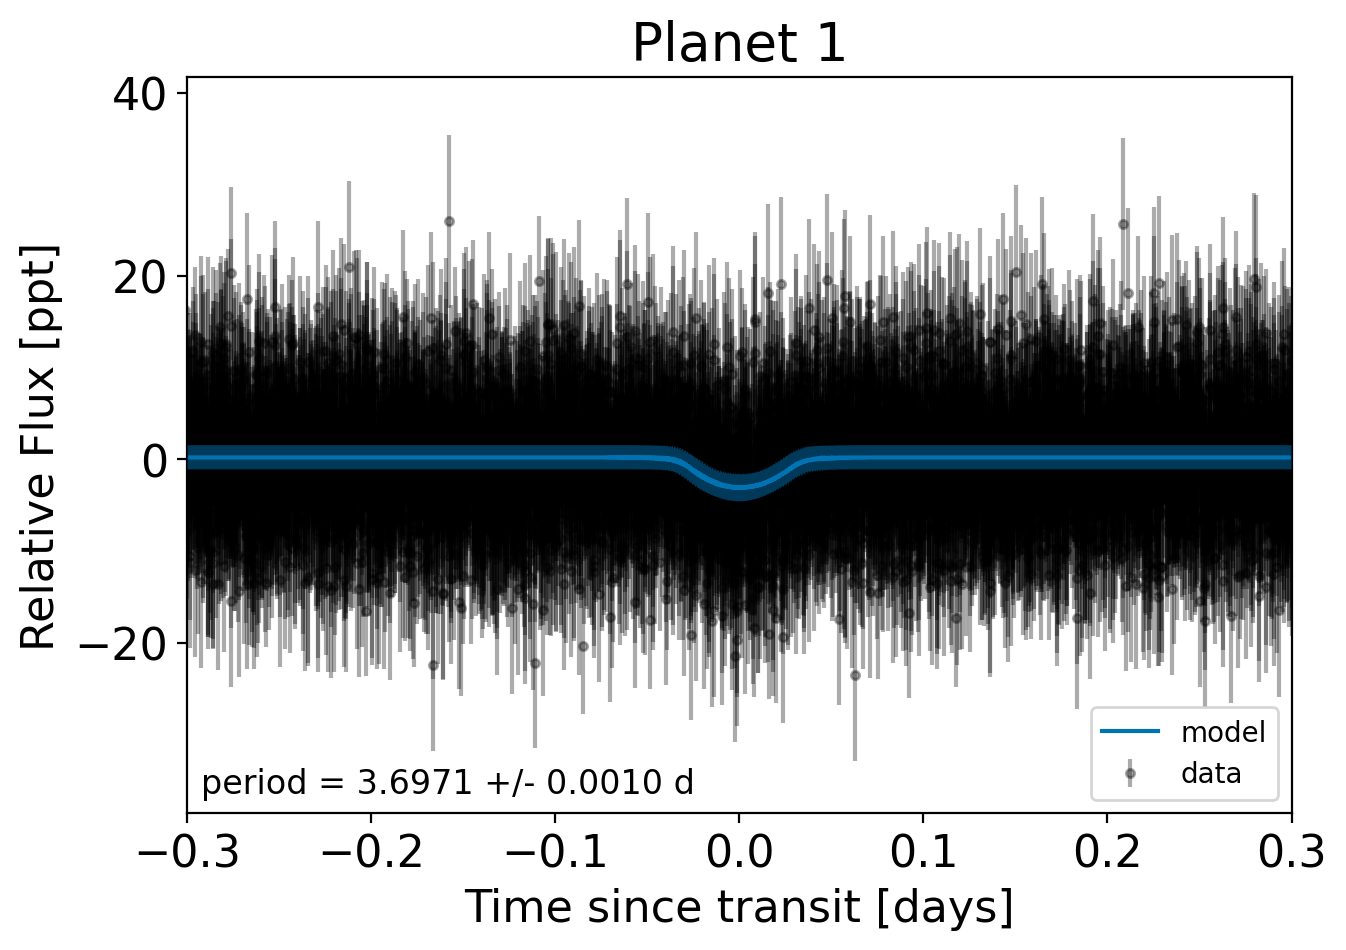 Planet 1
Relative Flux [ppt]
40
20
0
−20
period = 3.6971 +/- 0.0010 d
model
data
−0.3 −0.2 −0.1 0.0 0.1 0.2 0.3
Time since transit [days]